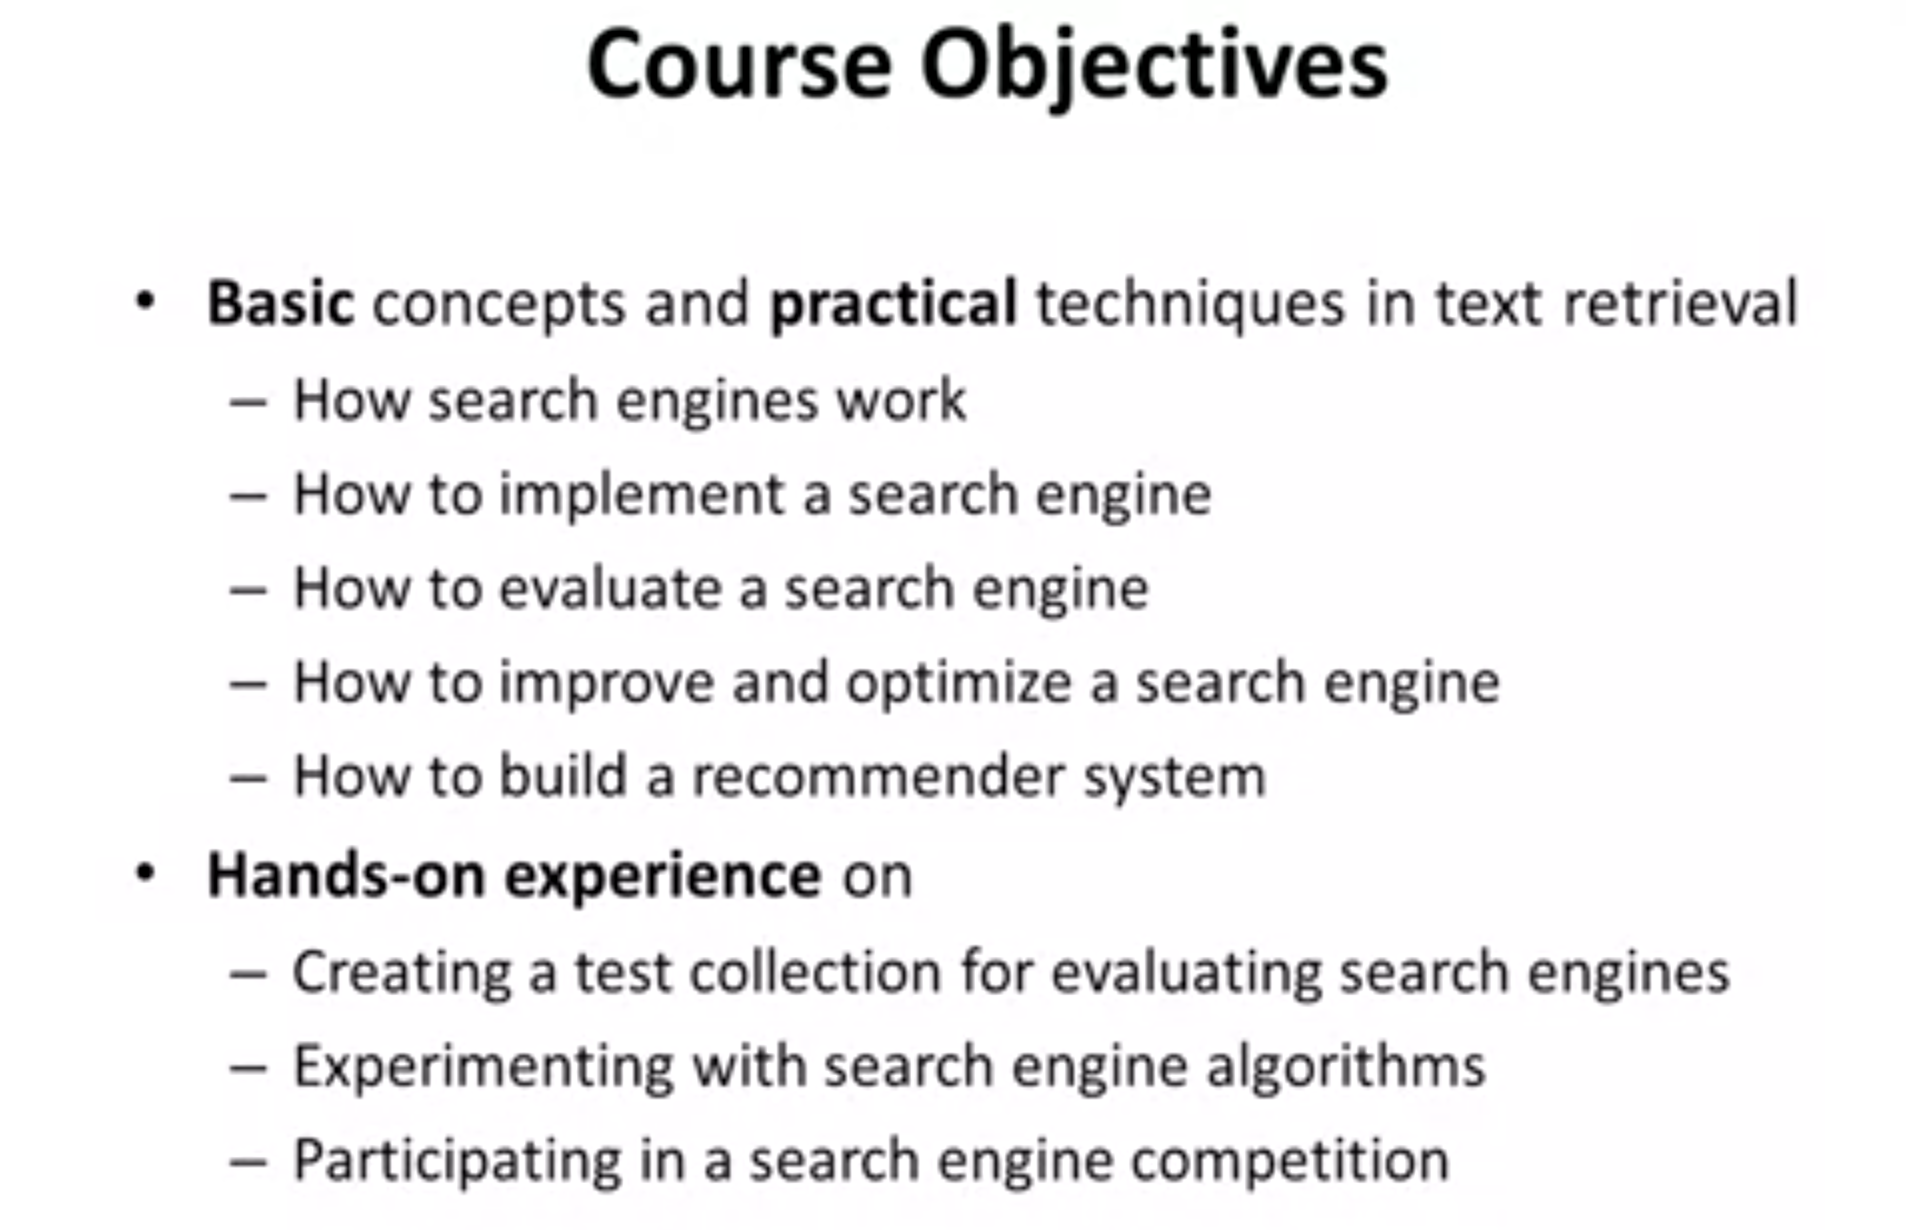 Course Objectives
• Basic concepts and practical techniques in text retrieval
– How search engines work
– How to implement a search engine
– How to evaluate a search engine
– How to improve and optimize a search engine
– How to build a recommender system
• Hands-on experience on
– Creating a test collection for evaluating search engines
– Experimenting with search engine algorithms
– Participating in a search engine competition